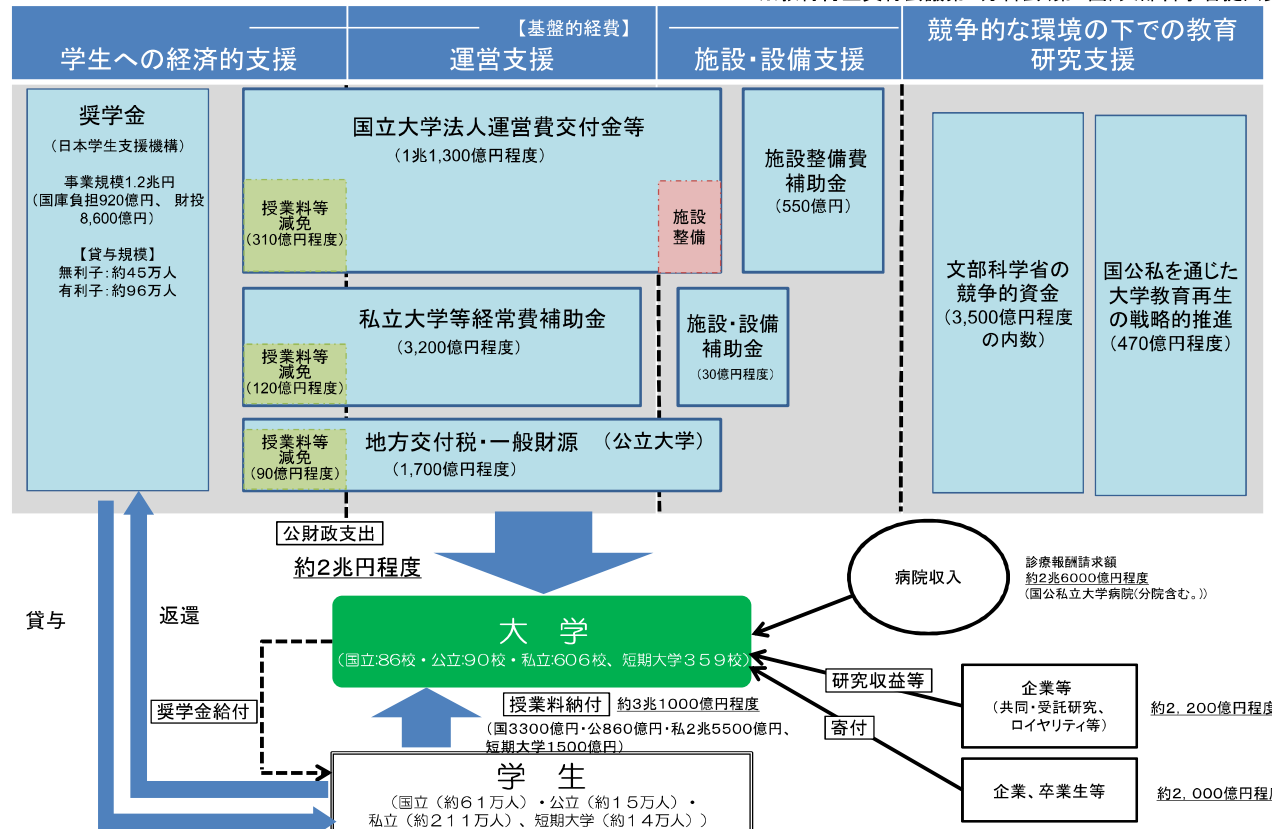 【基盤的経費】
学生への経済的支援
運営支援
施設・設備支援
競争的な環境の下での教育
研究支援
奨学金
（日本学生支援機構）
事業規模1.2兆円
（国庫負担920億円、 財投
8,600億円）
【貸与規模】
無利子：約45万人
有利子：約96万人
国立大学法人運営費交付金等
（1兆1,300億円程度）
授業料等
減免
（310億円程度）
施設
整備
施設整備費
補助金
（550億円）
私立大学等経常費補助金
（3,200億円程度）
授業料等
減免
（120億円程度）
施設・設備
補助金
（30億円程度）
地方交付税・一般財源　（公立大学）
（1,700億円程度）
授業料等
減免
（90億円程度）
文部科学省の
競争的資金
（3,500億円程度
の内数）
国公私を通じた
大学教育再生
の戦略的推進
（470億円程度）
公財政支出
約２兆円程度
病院収入
診療報酬請求額
約２兆6000億円程度
（国公私立大学病院（分院含む。））
貸与
返還
大　学
（国立:86校・公立:90校・私立:606校、短期大学３５９校）
研究収益等
企業等
（共同・受託研究、
ロイヤリティ等）
約２，２００億円程度
奨学金給付
授業料納付
約3兆1000億円程度
（国3300億円・公860億円・私2兆5500億円、
短期大学1500億円）
寄付
企業、卒業生等
約２，０００億円程度
学　生
（国立（約６１万人）・公立（約１５万人）・
私立（約２１１万人）、短期大学（約１４万人））